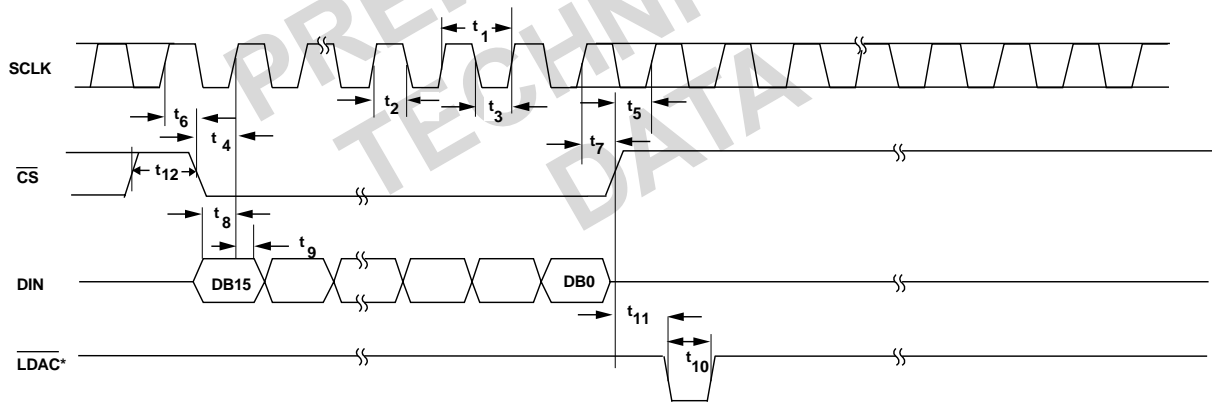 PRELIMINARY
TECHNICAL
DATA
t1
SCLK
t2
t3
t5
t6
t4
t7
CS
t12
t8
t9
DIN
DB15
DB0
t11
LDAC*
t10